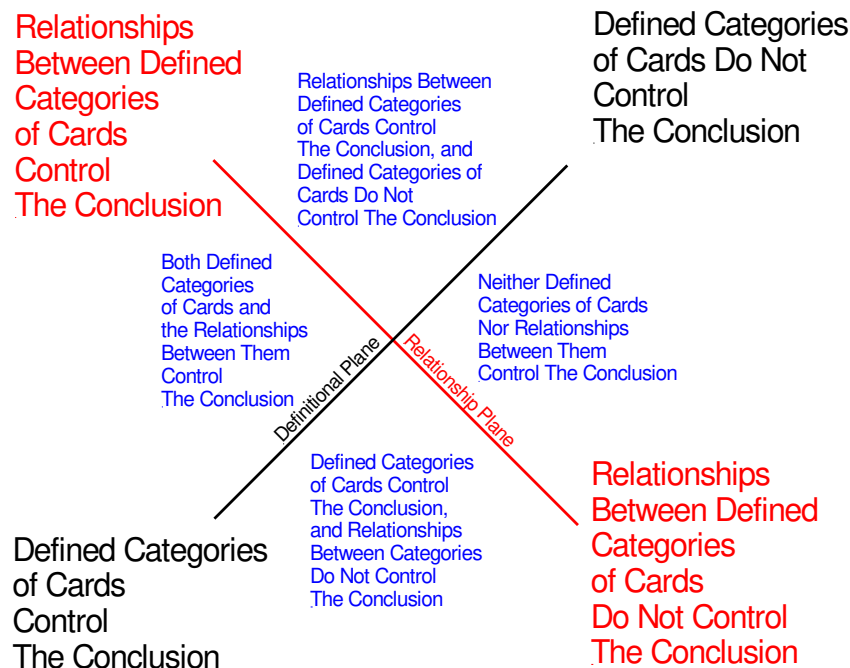 Relationships
Between Defined
Categories
of Cards
Control
The Conclusion
Defined Categories
of Cards Do Not
Control
The Conclusion
Relationships Between
Defined Categories
of Cards Control
The Conclusion, and
Defined Categories of
Cards Do Not
Control The Conclusion
Both Defined
Categories
of Cards and
the Relationships
Between Them
Control
The Conclusion
Neither Defined
Categories of Cards
Nor Relationships
Between Them
Control The Conclusion
Definitional Plane
Relationship Plane
Defined Categories
of Cards Control
The Conclusion,
and Relationships
Between Categories
Do Not Control
The Conclusion
Defined Categories
of Cards
Control
The Conclusion
Relationships
Between Defined
Categories
of Cards
Do Not Control
The Conclusion